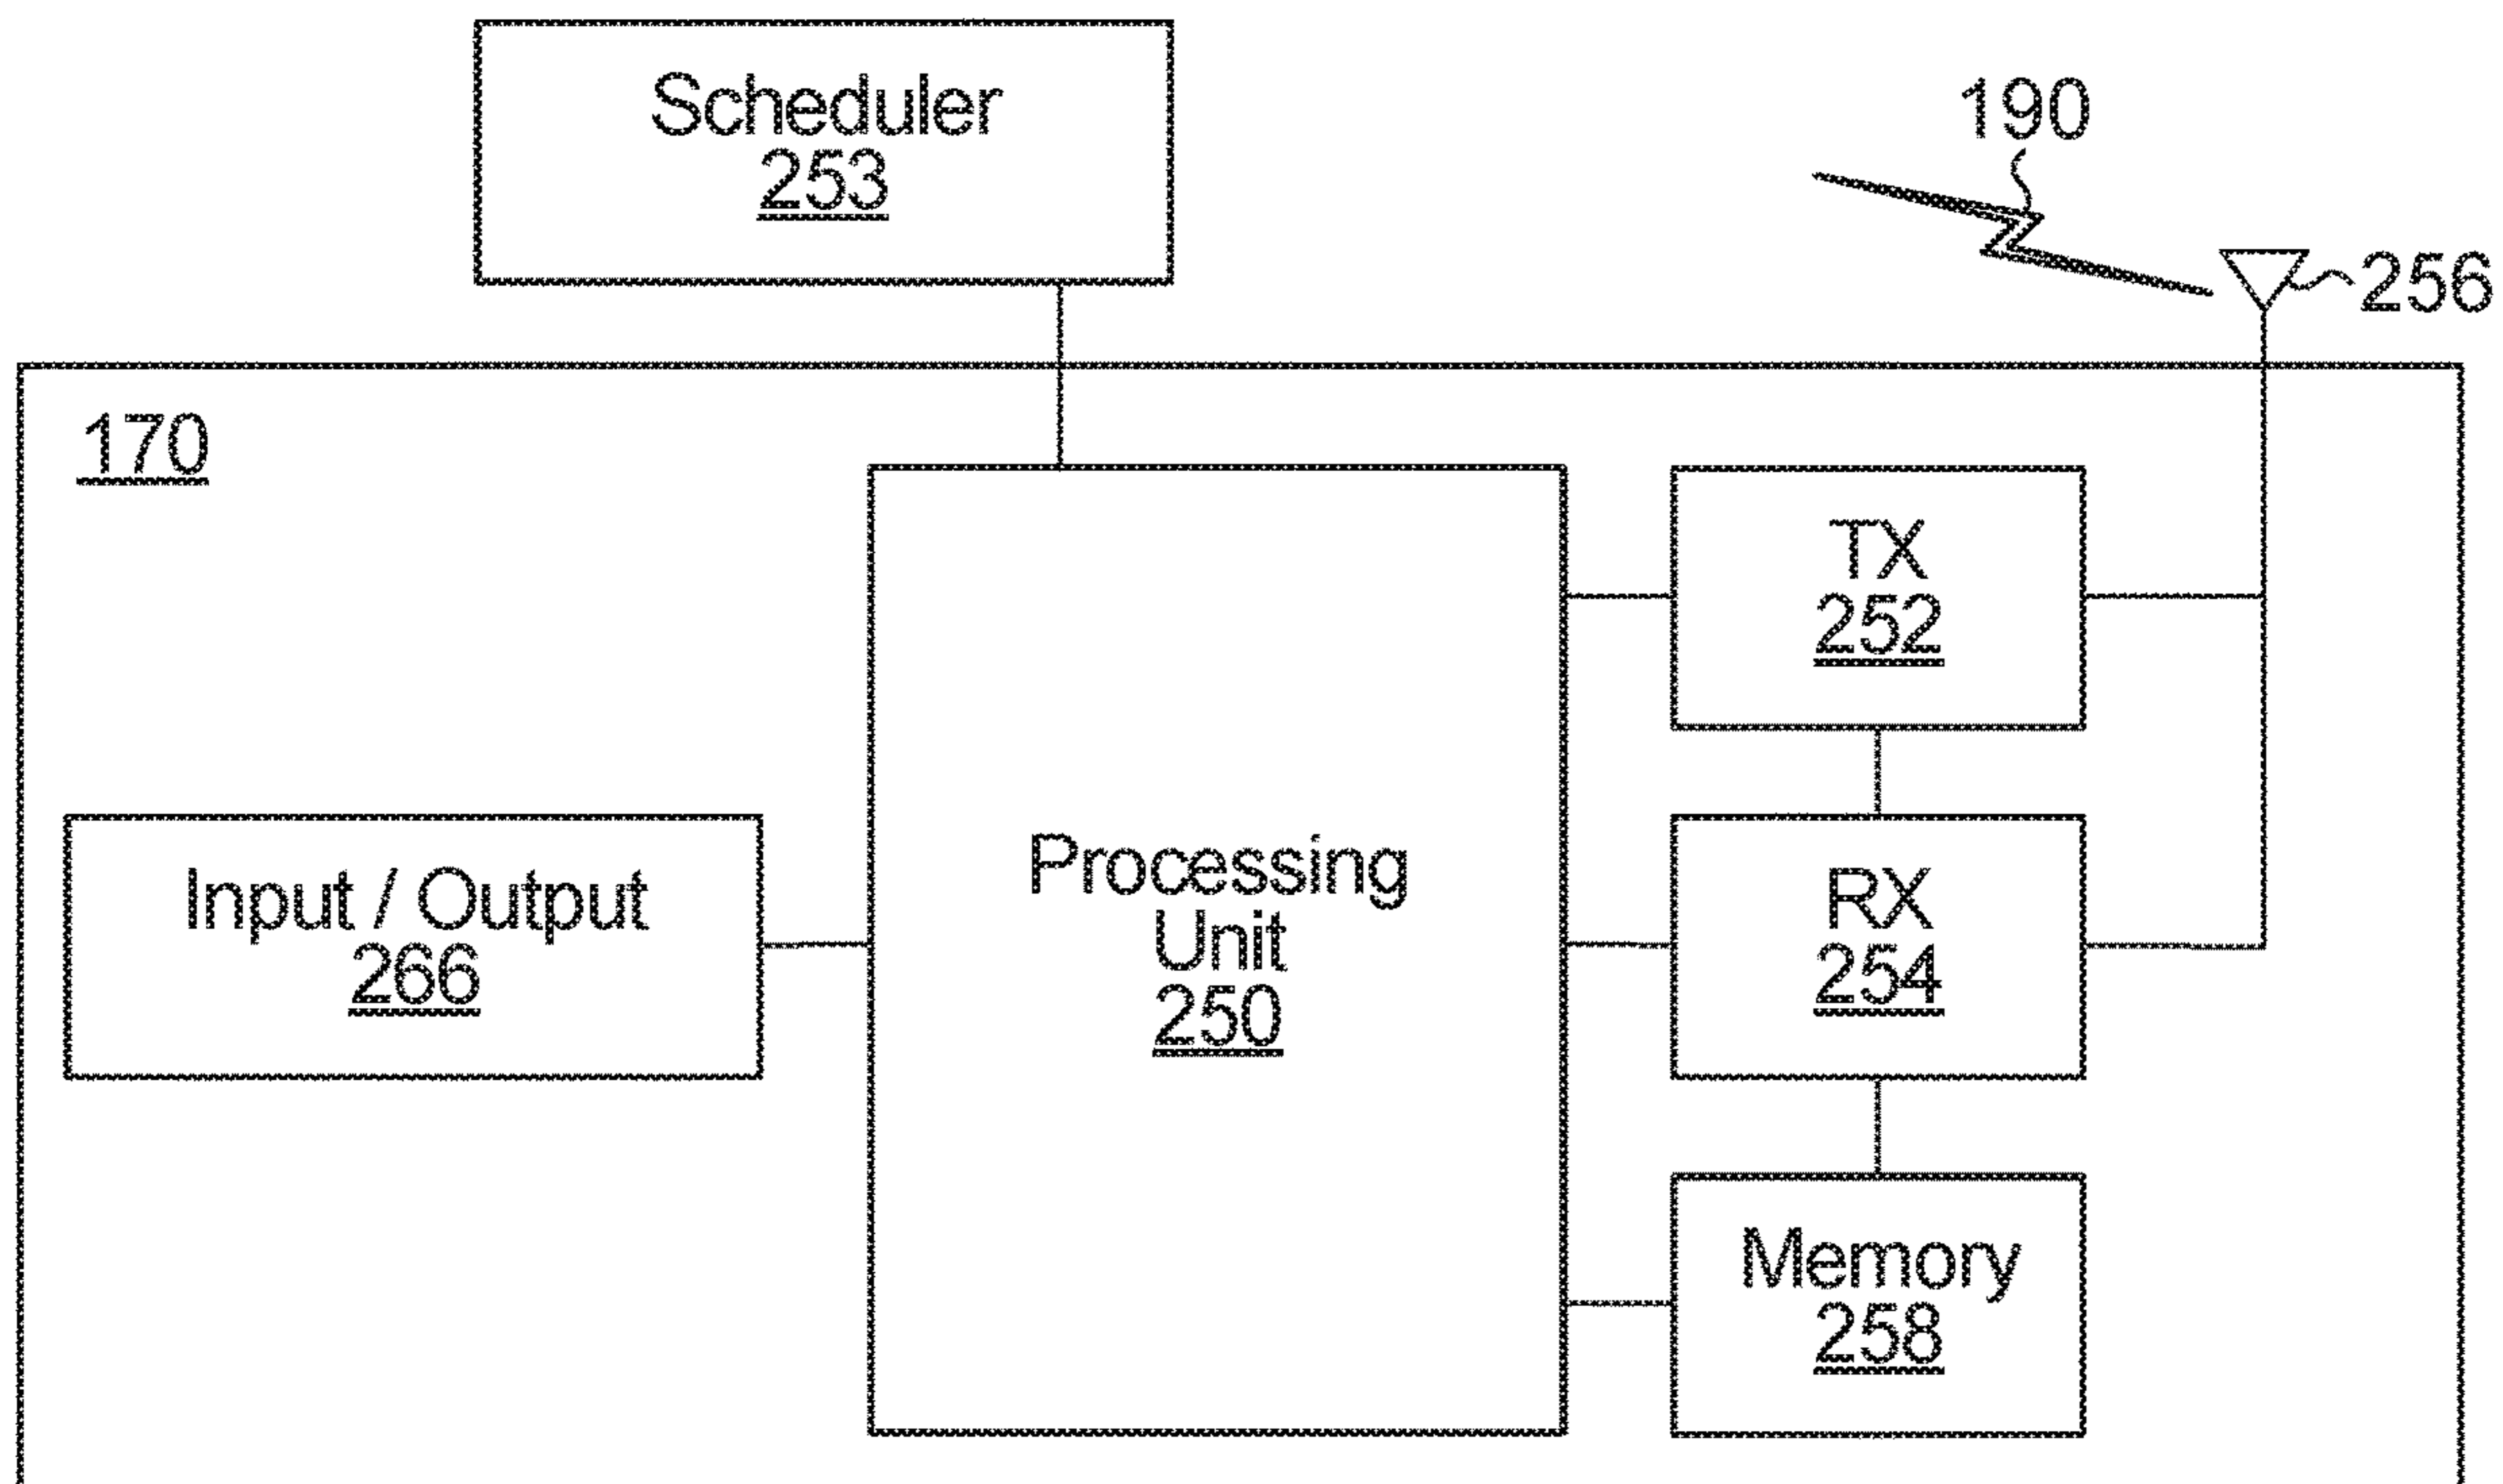 Scheduler
253
190
256
170
TX
252
Processing
Unit
250
Input / Output
266
RX
254
Memory
258